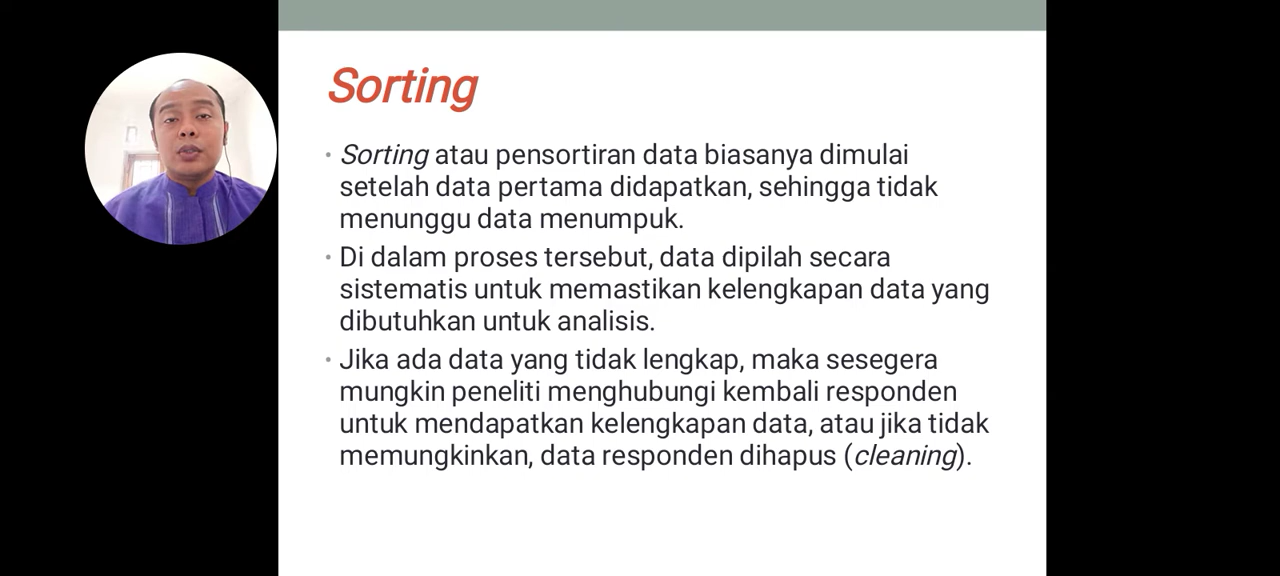 Sorting
• Sorting atau pensortiran data biasanya dimulai
setelah data pertama didapatkan, sehingga tidak
menunggu data menumpuk.
• Di dalam proses tersebut, data dipilah secara
sistematis untuk memastikan kelengkapan data yang
dibutuhkan untuk analisis.
• Jika ada data yang tidak lengkap, maka sesegera
mungkin peneliti menghubungi kembali responden
untuk mendapatkan kelengkapan data, atau jika tidak
memungkinkan, data responden dihapus (cleaning).